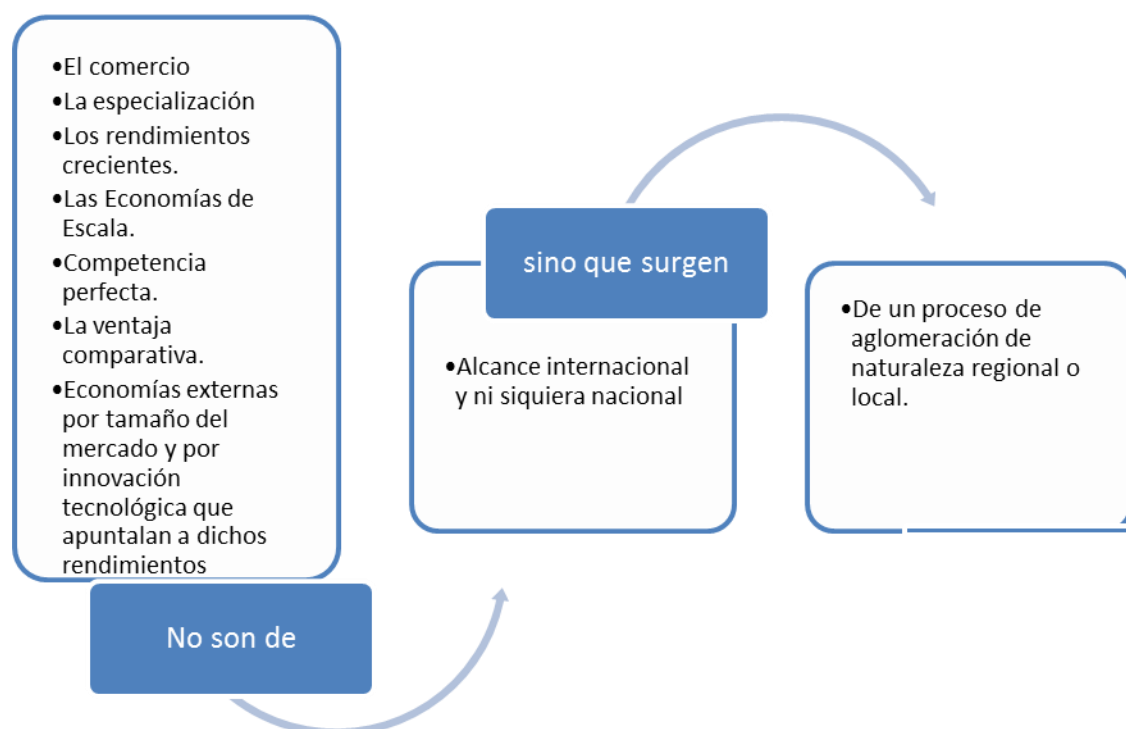 •El comercio
•La especialización
•Los rendimientos
crecientes.
•Las Economías de
Escala.
•Competencia
perfecta.
•La ventaja
comparativa.
•Economías externas
por tamaño del
mercado y por
innovación
tecnológica que
apuntalan a dichos
rendimientos
No son de
•Alcance internacional
y ni siquiera nacional
sino que surgen
•De un proceso de
aglomeración de
naturaleza regional o
local.